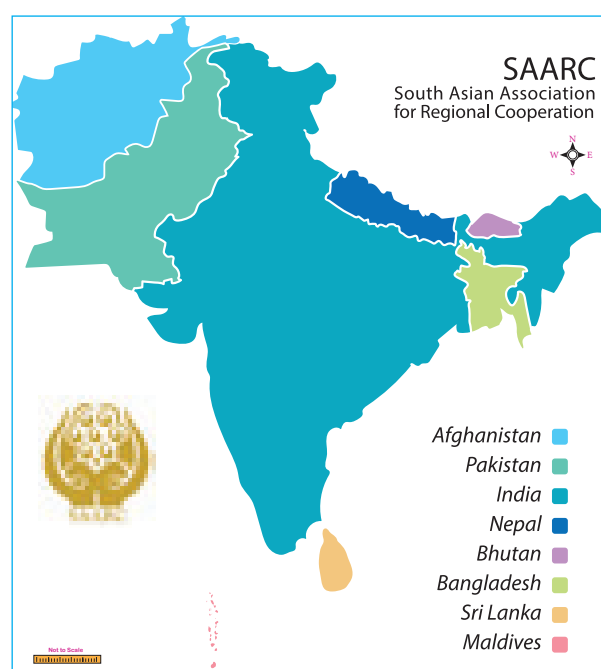 SAARC
South Asian Association
for Regional Cooperation
N
W E
S
Afghanistan
Pakistan
India
Nepal
Bhutan
Bangladesh
Sri Lanka
Maldives
SAARC
Not to Scale